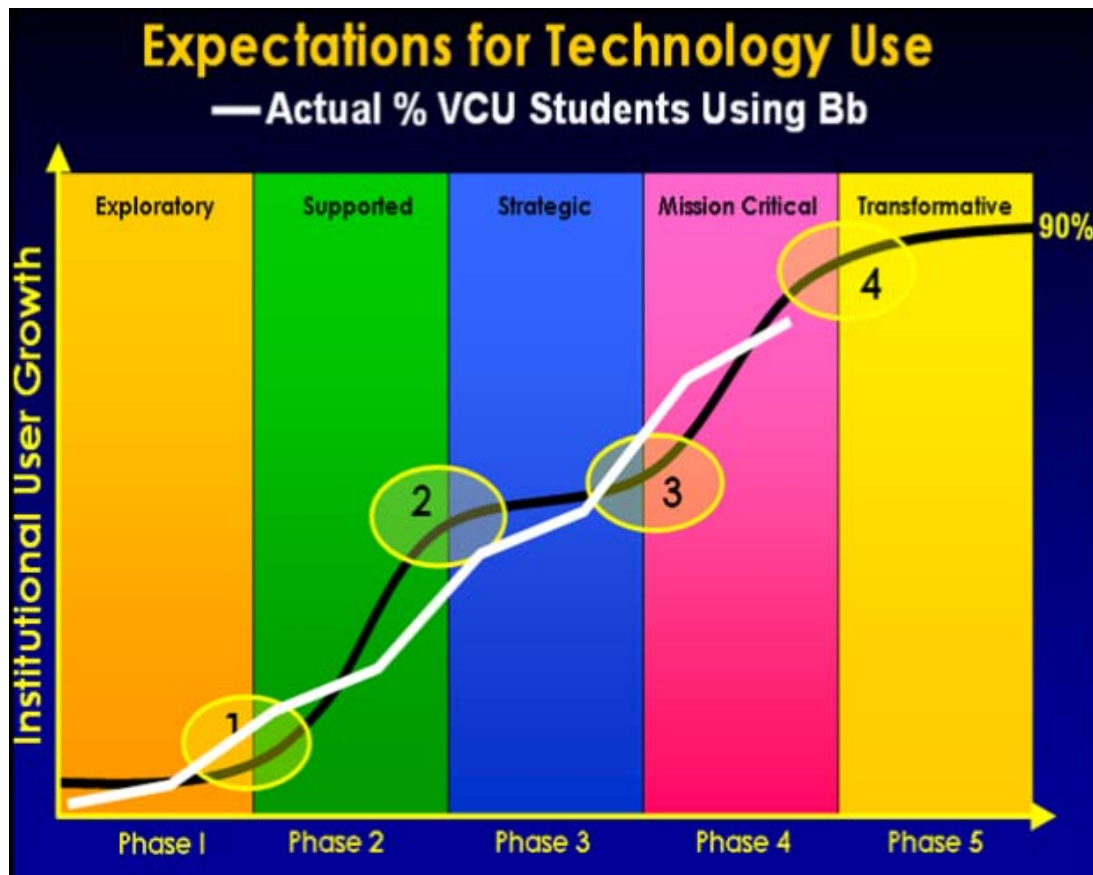 Expectations for Technology Use
Actual % VCU Students Using Bb
Exploratory
Supported
Strategic
Mission Critical
Transformative
90%
Institutional User Growth
1
2
3
4
Phase I
Phase 2
Phase 3
Phase 4
Phase 5